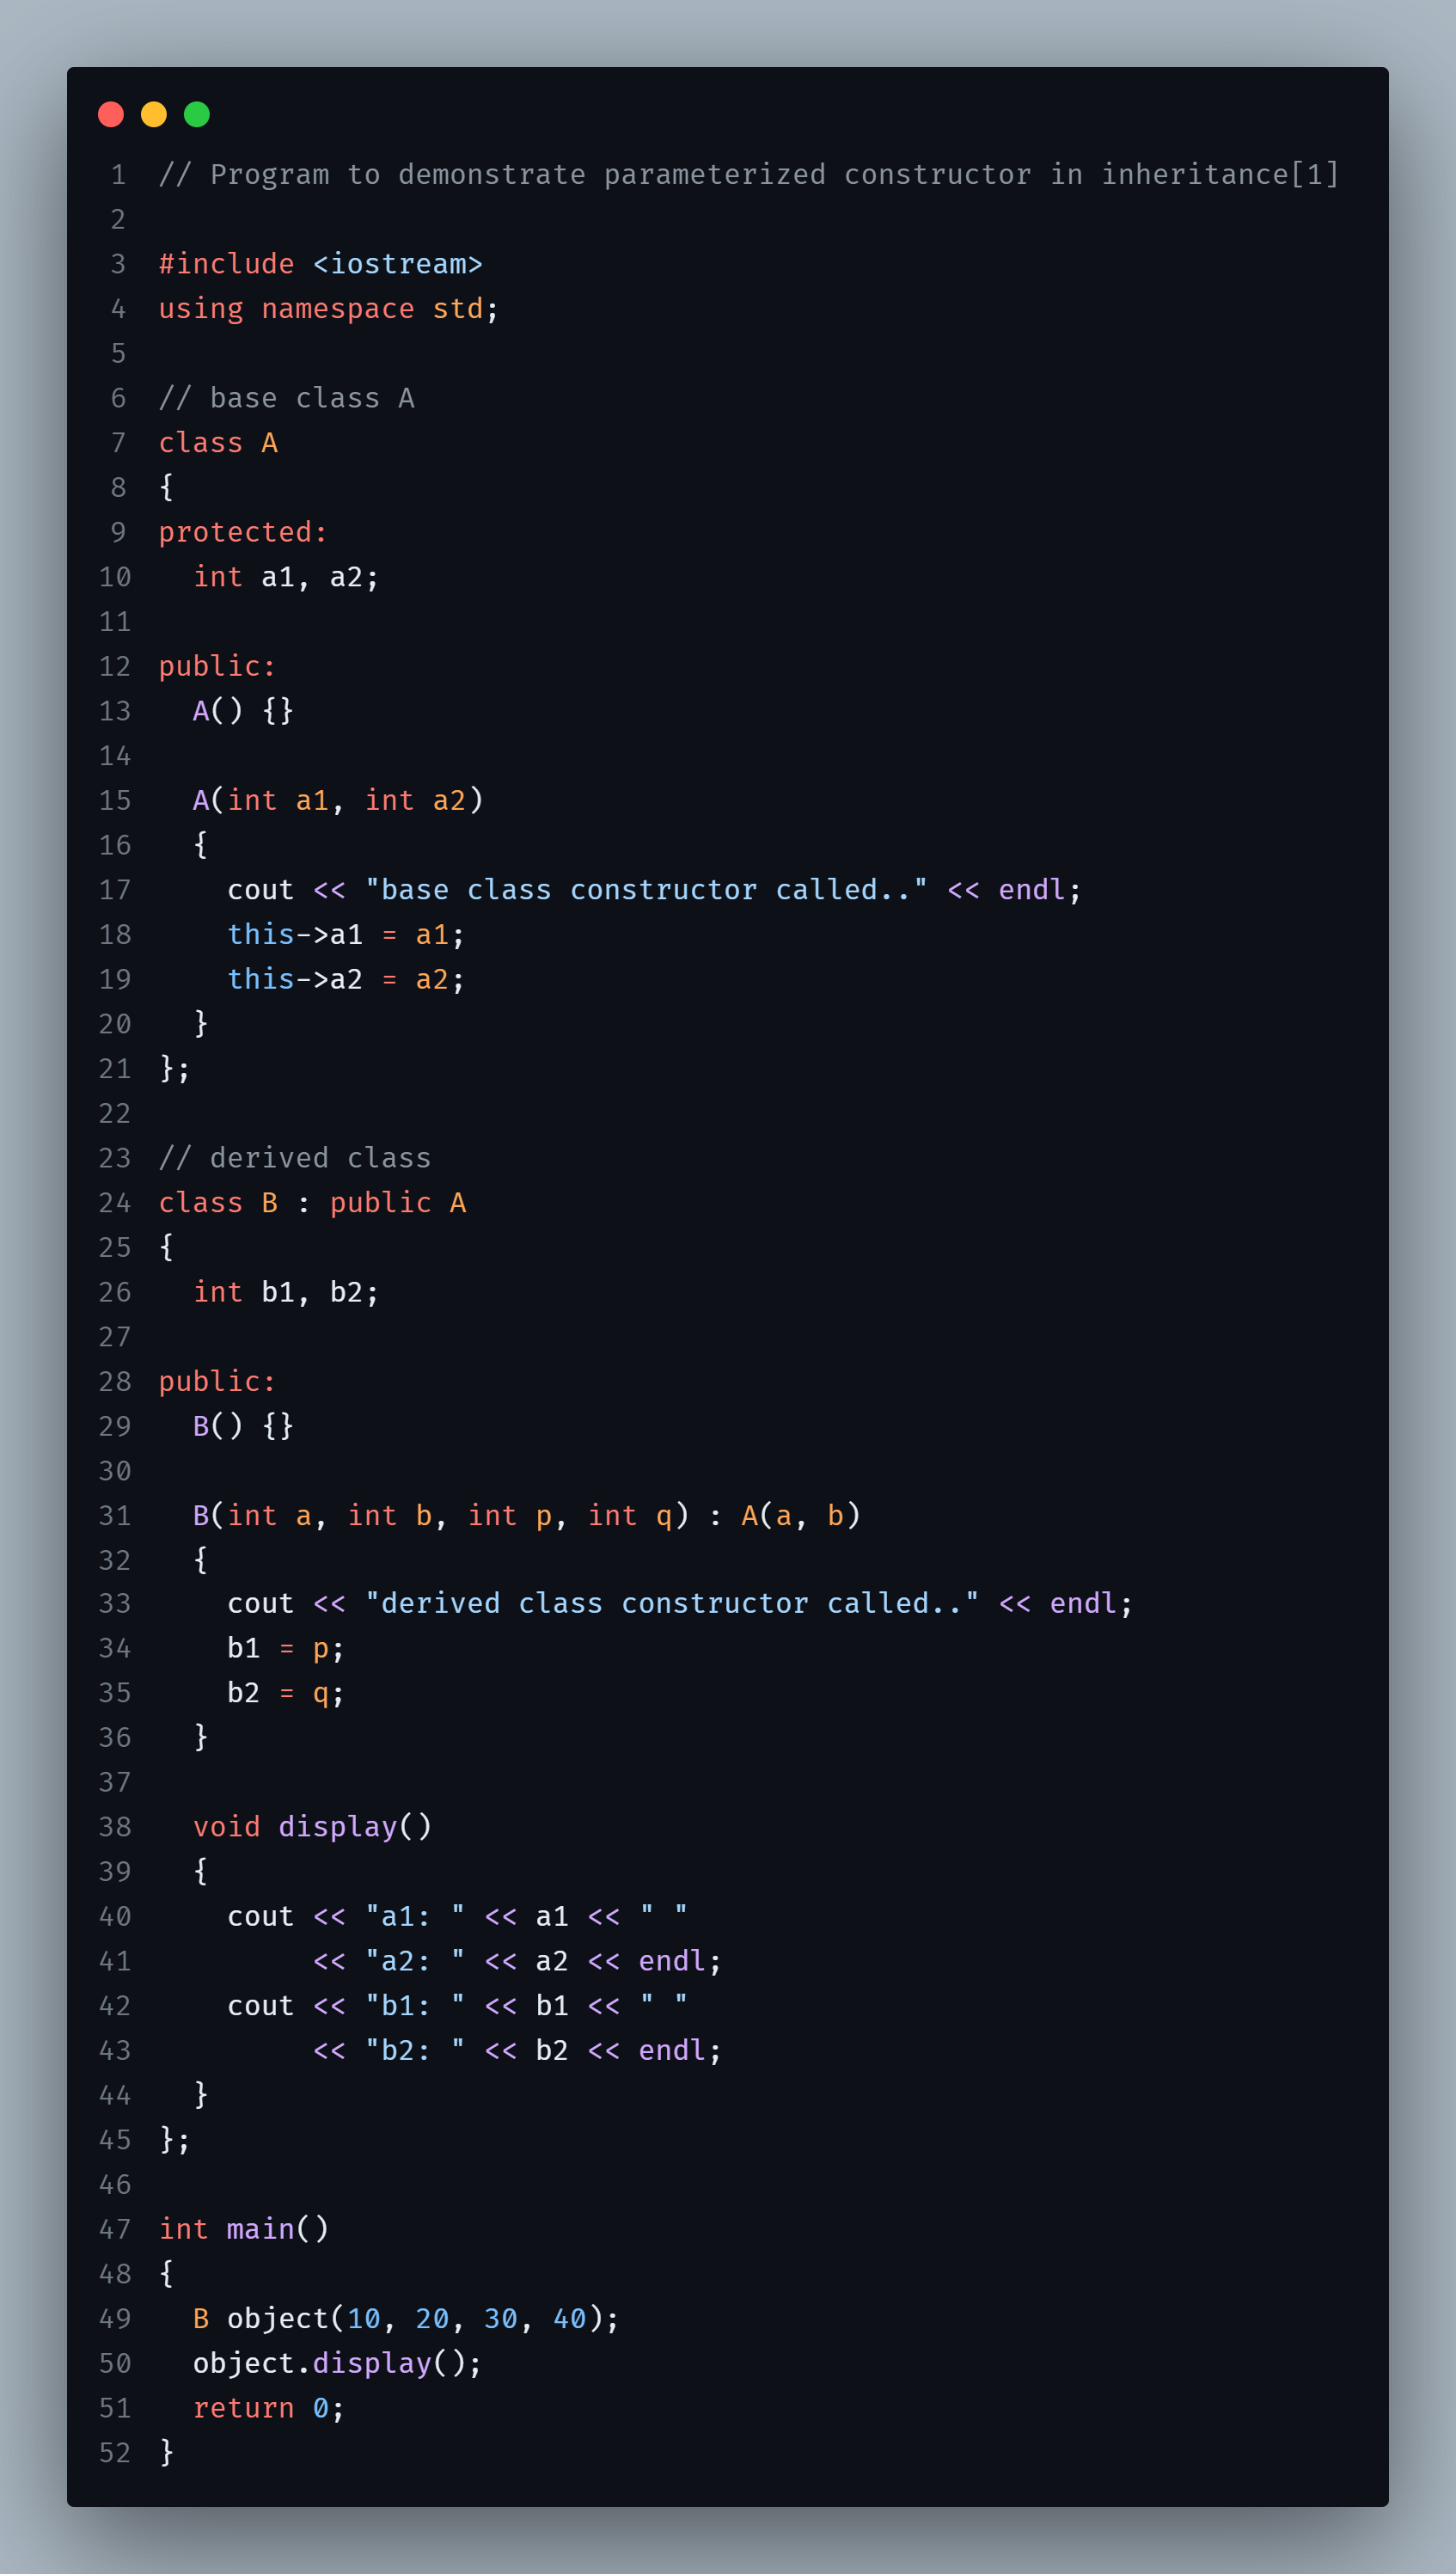 1 // Program to demonstrate parameterized constructor in inheritance[1]
2
3 #include <iostream>
4 using namespace std;
5
6 // base class A
7 class A
8 {
9 protected:
10   int a1, a2;
11
12 public:
13   A() {}
14
15   A(int a1, int a2)
16   {
17     cout << "base class constructor called.." << endl;
18     this->a1 = a1;
19     this->a2 = a2;
20   }
21 };
22
23 // derived class
24 class B : public A
25 {
26   int b1, b2;
27
28 public:
29   B() {}
30
31   B(int a, int b, int p, int q) : A(a, b)
32   {
33     cout << "derived class constructor called.." << endl;
34     b1 = p;
35     b2 = q;
36   }
37
38   void display()
39   {
40     cout << "a1: " << a1 << " "
41          << "a2: " << a2 << endl;
42     cout << "b1: " << b1 << " "
43          << "b2: " << b2 << endl;
44   }
45 };
46
47 int main()
48 {
49   B object(10, 20, 30, 40);
50   object.display();
51   return 0;
52 }